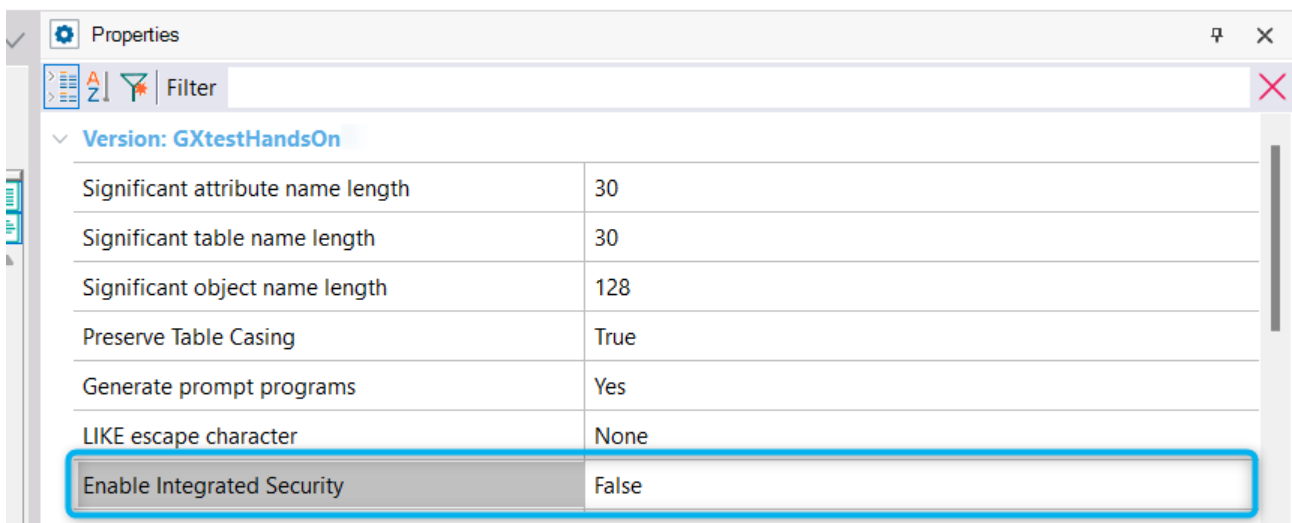 Properties
Filter
Version: GXtestHandsOn
Significant attribute name length 30
Significant table name length 30
Significant object name length 128
Preserve Table Casing True
Generate prompt programs Yes
LIKE escape character None
Enable Integrated Security False